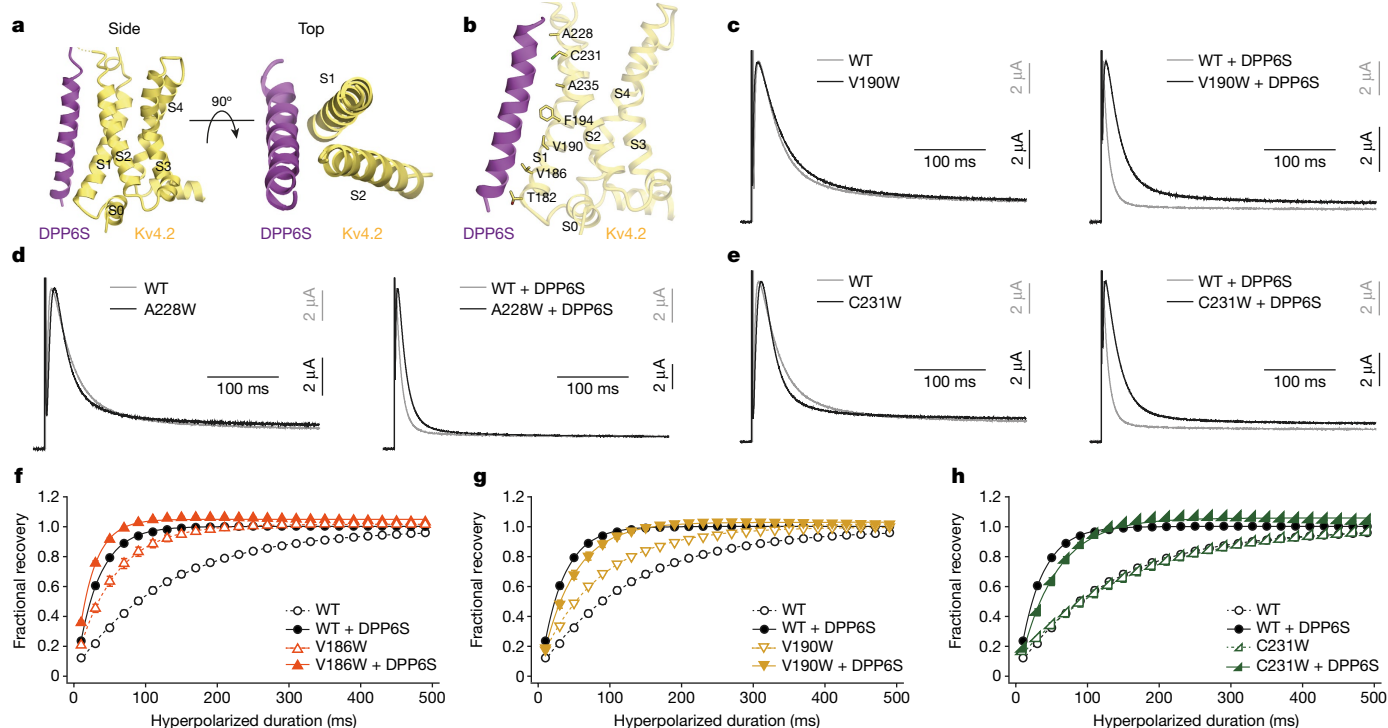 a
Side
Top
S1
S4
90º
S1
S2
S3
S2
S0
DPP6S
Kv4.2
DPP6S
Kv4.2
b
A228
C231
A235
S4
F194
S2
V190
S3
S1
V186
T182
S0
DPP6S
Kv4.2
c
WT
V190W
2 µA
100 ms
2 µA
WT + DPP6S
V190W + DPP6S
2 µA
100 ms
2 µA
d
WT
A228W
2 µA
100 ms
2 µA
WT + DPP6S
A228W + DPP6S
2 µA
100 ms
2 µA
e
WT
C231W
2 µA
100 ms
2 µA
WT + DPP6S
C231W + DPP6S
2 µA
100 ms
2 µA
f
Fractional recovery
1.2
1.0
0.8
0.6
0.4
0.2
0
WT
WT + DPP6S
V186W
V186W + DPP6S
0 100 200 300 400 500
Hyperpolarized duration (ms)
g
Fractional recovery
1.2
1.0
0.8
0.6
0.4
0.2
0
WT
WT + DPP6S
V190W
V190W + DPP6S
0 100 200 300 400 500
Hyperpolarized duration (ms)
h
Fractional recovery
1.2
1.0
0.8
0.6
0.4
0.2
0
WT
WT + DPP6S
C231W
C231W + DPP6S
0 100 200 300 400 500
Hyperpolarized duration (ms)